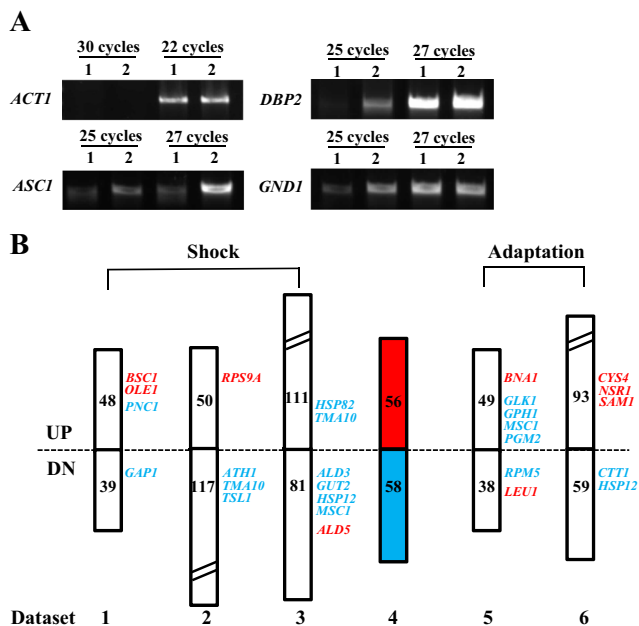 A
30 cycles 22 cycles
1 2 1 2
ACT1
25 cycles 27 cycles
1 2 1 2
DBP2
25 cycles 27 cycles
1 2 1 2
ASC1
25 cycles 27 cycles
1 2 1 2
GND1
B
Shock
Adaptation
UP
DN
48
BSC1
OLE1
PNC1
39
GAP1
50
RPS9A
117
ATH1
TMA10
TSL1
111
HSP82
TMA10
81
ALD3
GUT2
HSP12
MSC1
ALD5
56
58
49
BNA1
GLK1
GPH1
MSC1
PGM2
38
RPM5
LEU1
93
CYS4
NSR1
SAM1
59
CTT1
HSP12
Dataset 1 2 3 4 5 6